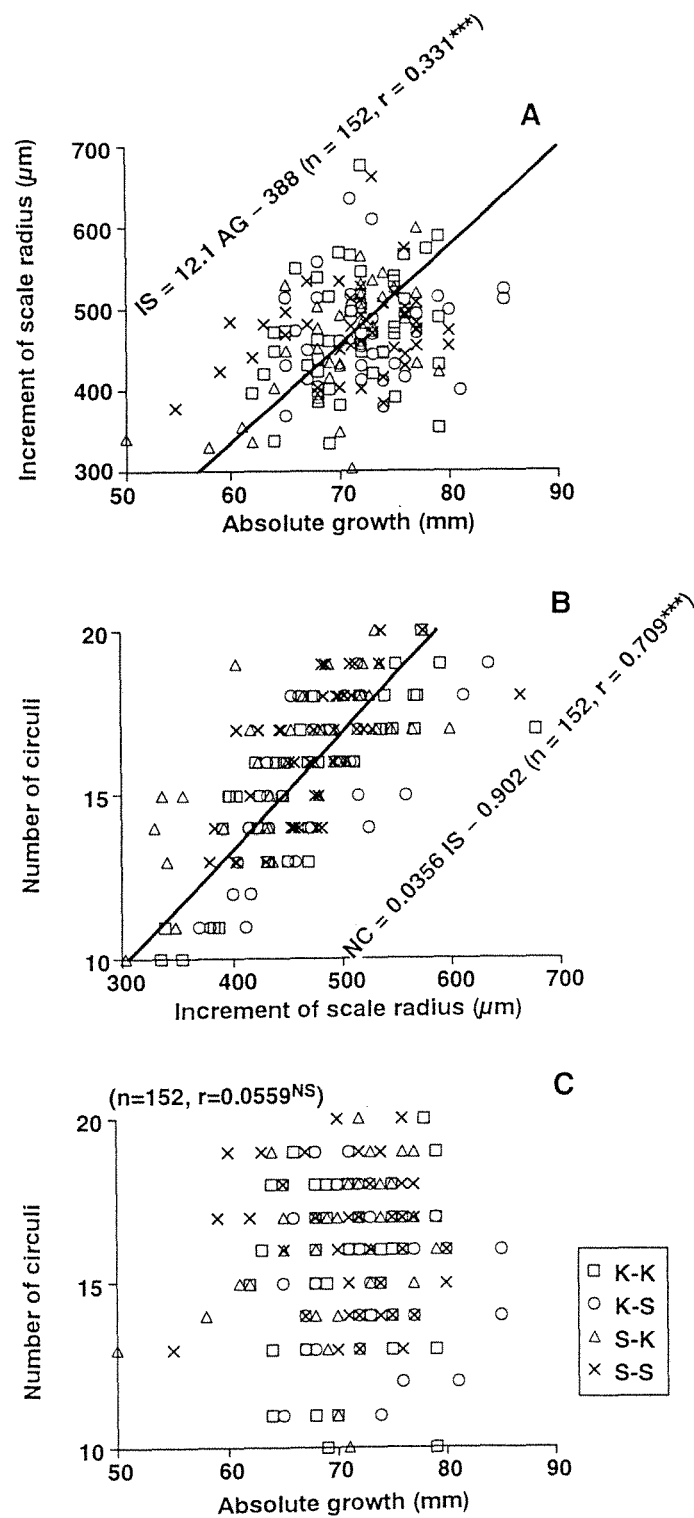 A
IS = 12.1 AG – 388 (n = 152, r = 0.331***)
Increment of scale radius (µm)
700
600
500
400
300
50 60 70 80 90
Absolute growth (mm)
B
NC = 0.0356 IS – 0.902 (n = 152, r = 0.709***)
Number of circuli
20
15
10
300 400 500 600 700
Increment of scale radius (µm)
C
(n=152, r=0.0559NS)
Number of circuli
20
15
10
50 60 70 80 90
Absolute growth (mm)
K-K
K-S
S-K
S-S